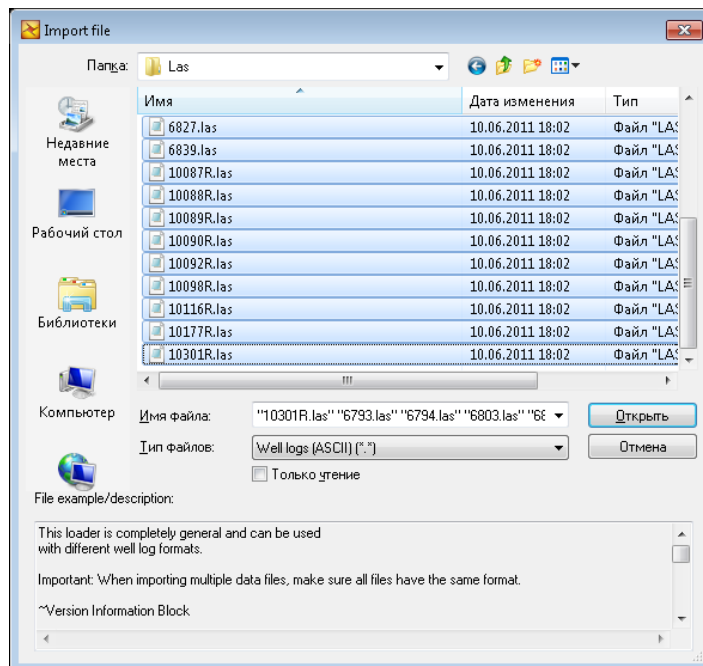 Import file
Папка:
Las
Имя
Дата изменения
Тип
6827.las
10.06.2011 18:02
Файл "LAS
6839.las
10.06.2011 18:02
Файл "LAS
10087R.las
10.06.2011 18:02
Файл "LAS
10088R.las
10.06.2011 18:02
Файл "LAS
10089R.las
10.06.2011 18:02
Файл "LAS
10090R.las
10.06.2011 18:02
Файл "LAS
10092R.las
10.06.2011 18:02
Файл "LAS
10098R.las
10.06.2011 18:02
Файл "LAS
10116R.las
10.06.2011 18:02
Файл "LAS
10177R.las
10.06.2011 18:02
Файл "LAS
10301R.las
10.06.2011 18:02
Файл "LAS
Недавние
места
Рабочий стол
Библиотеки
Компьютер
Имя файла:
"10301R.las" "6793.las" "6794.las" "6803.las" "68
Открыть
Тип файлов:
Well logs (ASCII) (*.*)
Отмена
Только чтение
File example/description:
This loader is completely general and can be used
with different well log formats.
Important: When importing multiple data files, make sure all files have the same format.
~Version Information Block